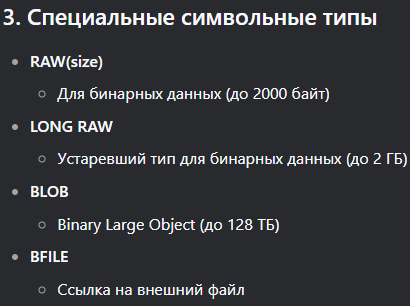 3. Специальные символьные типы
RAW(size)
Для бинарных данных (до 2000 байт)
LONG RAW
Устаревший тип для бинарных данных (до 2 ГБ)
BLOB
Binary Large Object (до 128 ТБ)
BFILE
Ссылка на внешний файл